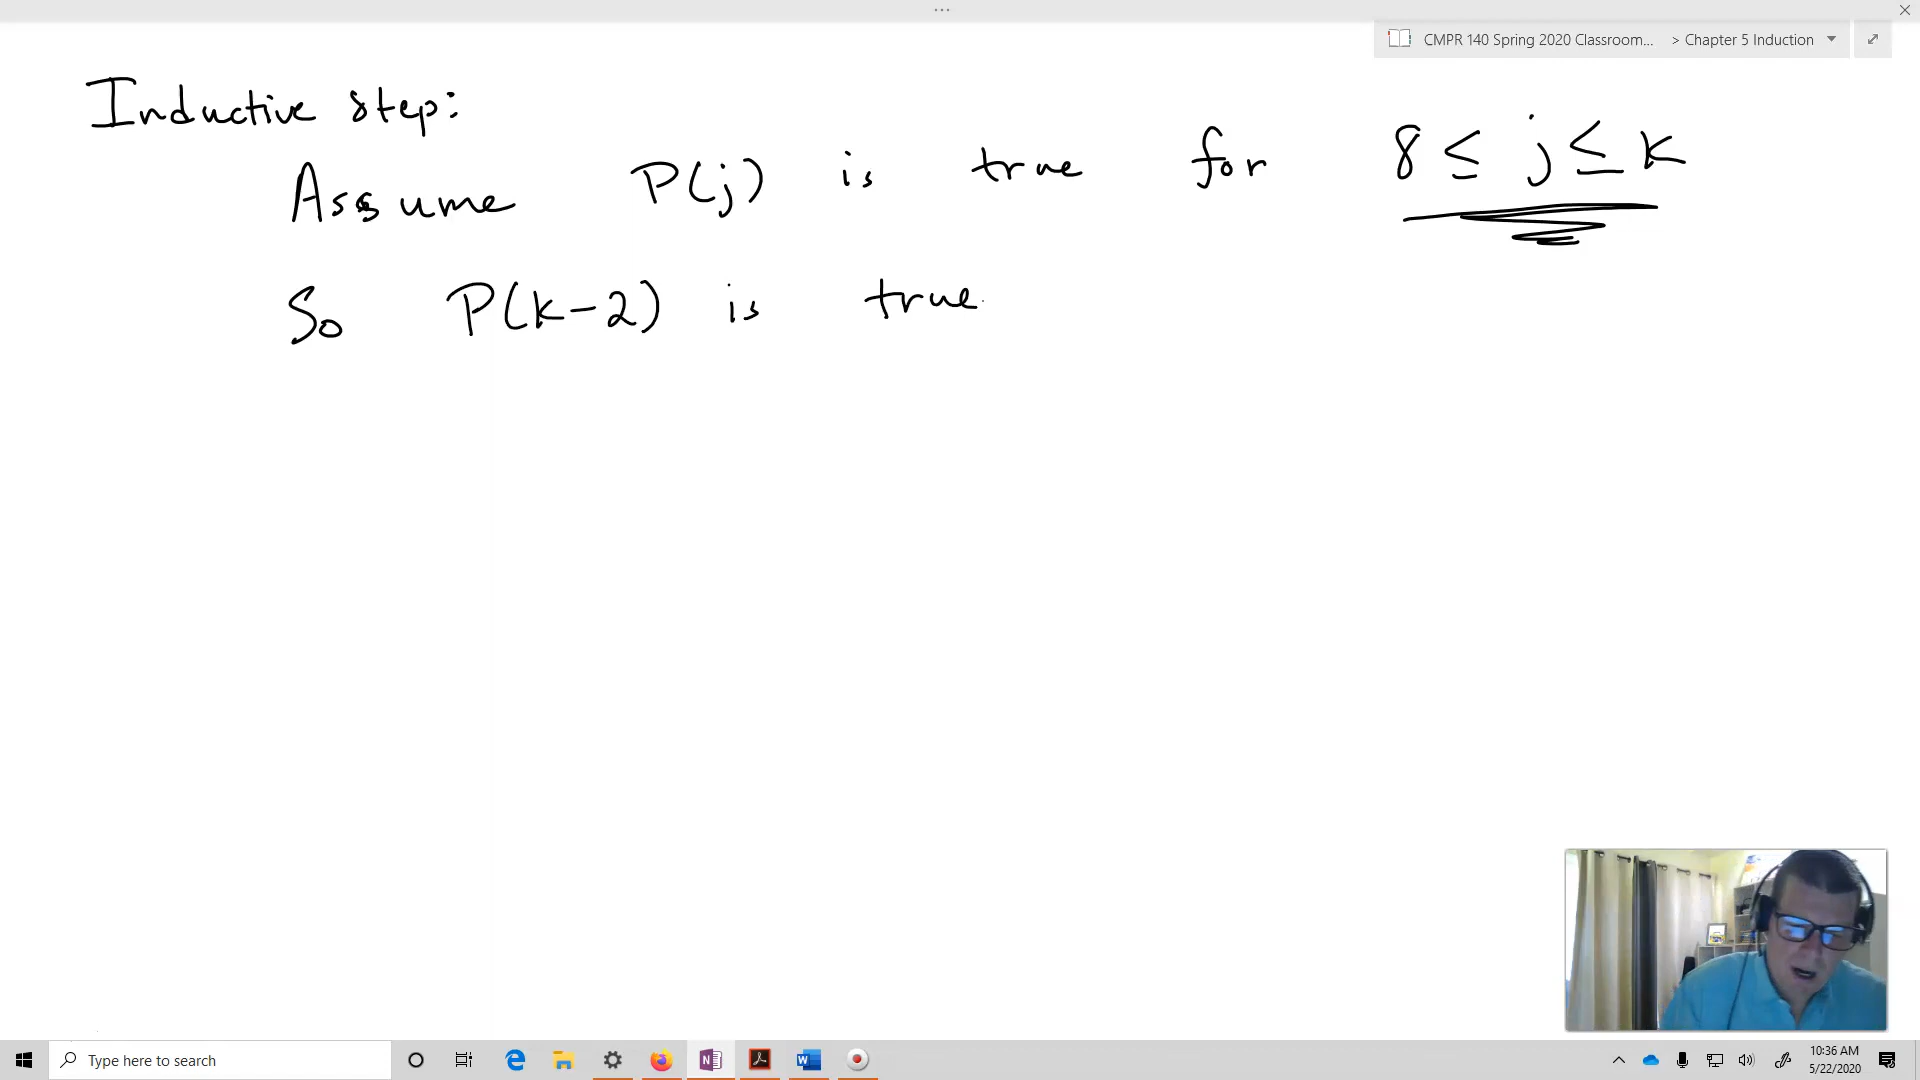 CMPR 140 Spring 2020 Classroom... > Chapter 5 Induction
Inductive step:
Assume P(j) is true for 8 ≤ j ≤ k
So P(k-2) is true
Type here to search
10:36 AM
5/22/2020